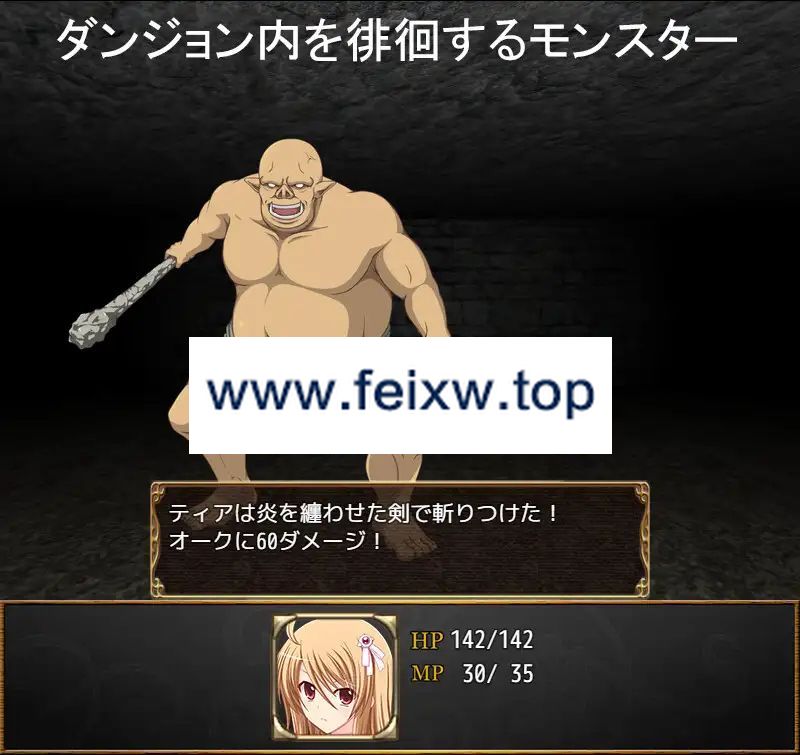 ダンジョン内を徘徊するモンスター
www.feixw.top
ティアは炎を纏わせた剣で斬りつけた！
オークに60ダメージ！
HP 142/142
MP 30/ 35